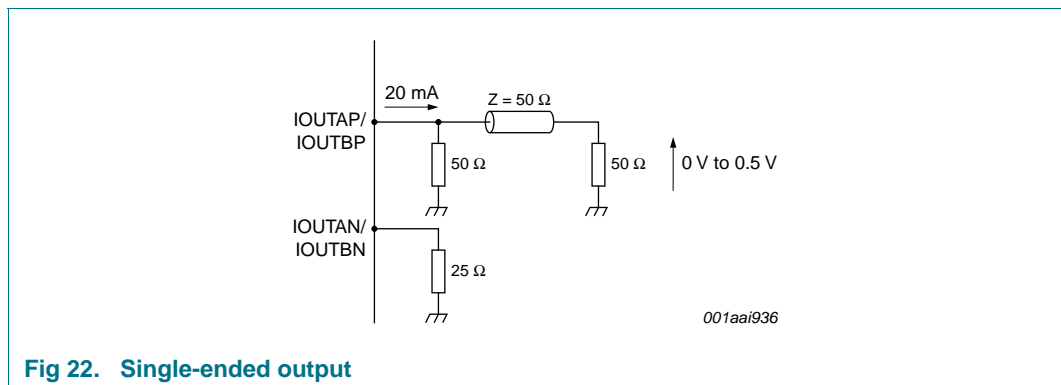 20 mA
Z = 50 Ω
IOUTAP/
IOUTBP
50 Ω
50 Ω
0 V to 0.5 V
IOUTAN/
IOUTBN
25 Ω
001aai936
Fig 22. Single-ended output